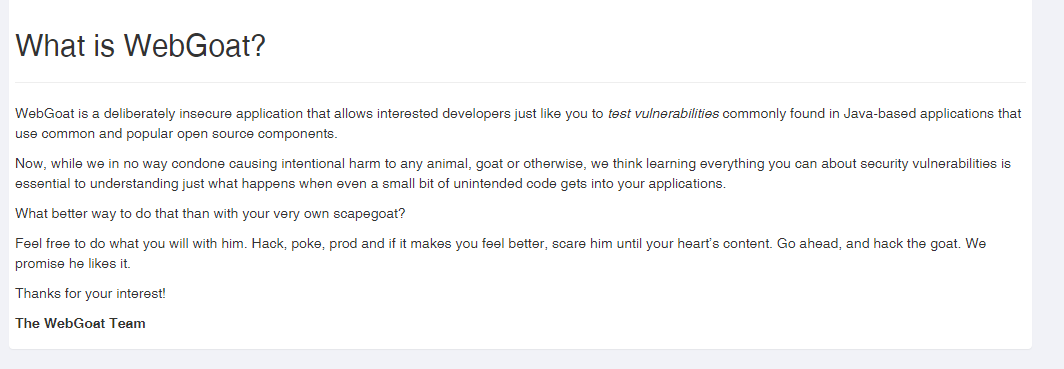 What is WebGoat?
WebGoat is a deliberately insecure application that allows interested developers just like you to test vulnerabilities commonly found in Java-based applications that
use common and popular open source components.
Now, while we in no way condone causing intentional harm to any animal, goat or otherwise, we think learning everything you can about security vulnerabilities is
essential to understanding just what happens when even a small bit of unintended code gets into your applications.
What better way to do that than with your very own scapegoat?
Feel free to do what you will with him. Hack, poke, prod and if it makes you feel better, scare him until your heart’s content. Go ahead, and hack the goat. We
promise he likes it.
Thanks for your interest!
The WebGoat Team